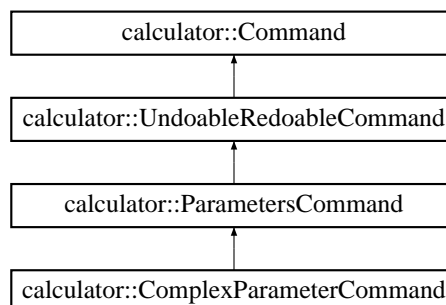 calculator::Command
calculator::UndoableRedoableCommand
calculator::ParametersCommand
calculator::ComplexParameterCommand